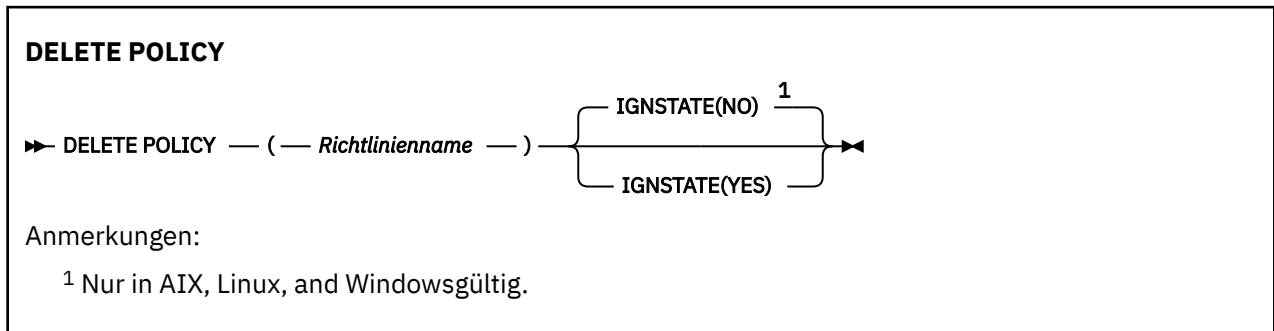 DELETE POLICY
IGNSTATE(NO) 1
DELETE POLICY ( Richtlinienname )
IGNSTATE(YES)
Anmerkungen:
1 Nur in AIX, Linux, and Windowsgültig.